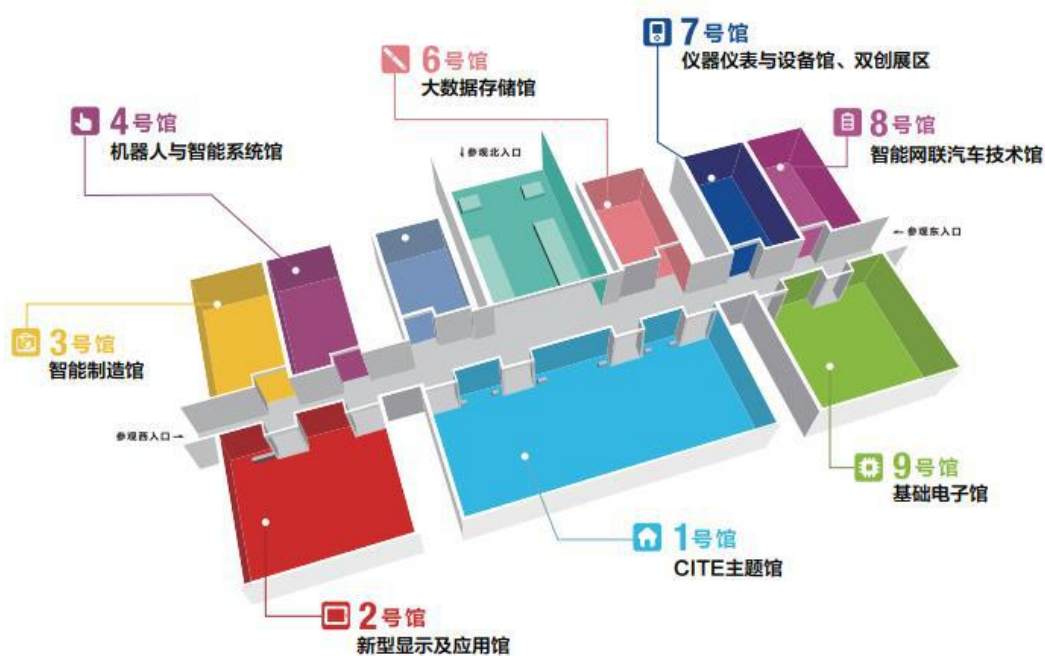 7号馆
仪器仪表与设备馆、双创展区
6号馆
大数据存储馆
4号馆
机器人与智能系统馆
8号馆
智能网联汽车技术馆
参观北入口
参观东入口
3号馆
智能制造馆
参观西入口
9号馆
基础电子馆
1号馆
CITE主题馆
2号馆
新型显示及应用馆